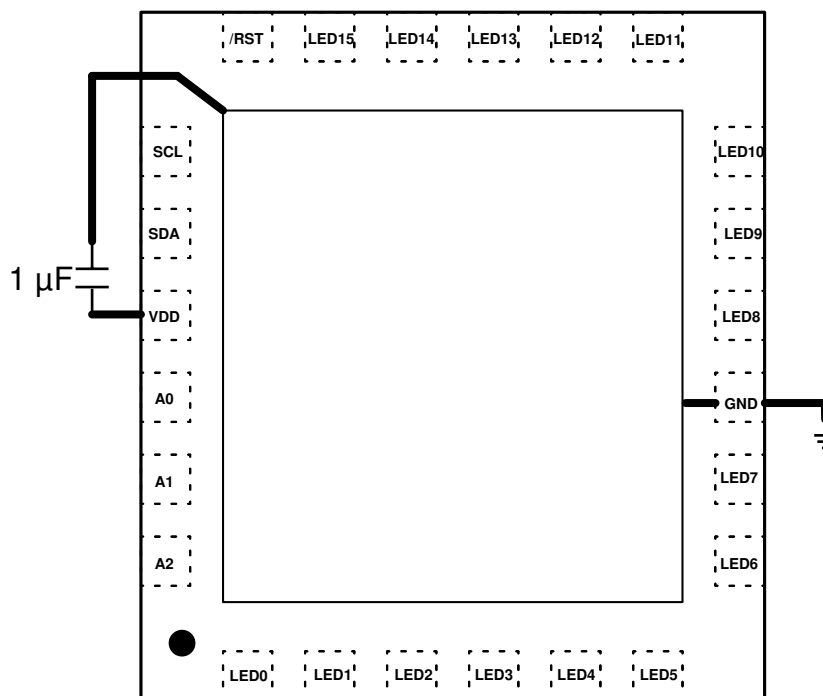 /RST LED15 LED14 LED13 LED12 LED11
SCL LED10
SDA LED9
1 µF
VDD LED8
A0 GND
A1 LED7
A2 LED6
LED0 LED1 LED2 LED3 LED4 LED5